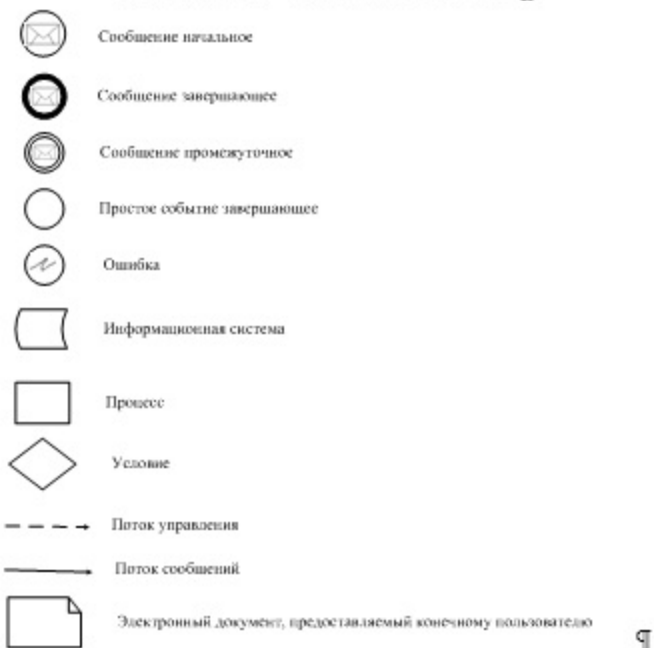 Сообщение начальное
Сообщение завершающее
Сообщение промежуточное
Простое событие завершающее
Ошибка
Информационная система
Процесс
Условие
Поток управления
Поток сообщений
Электронный документ, предоставляемый конечному пользователю ¶